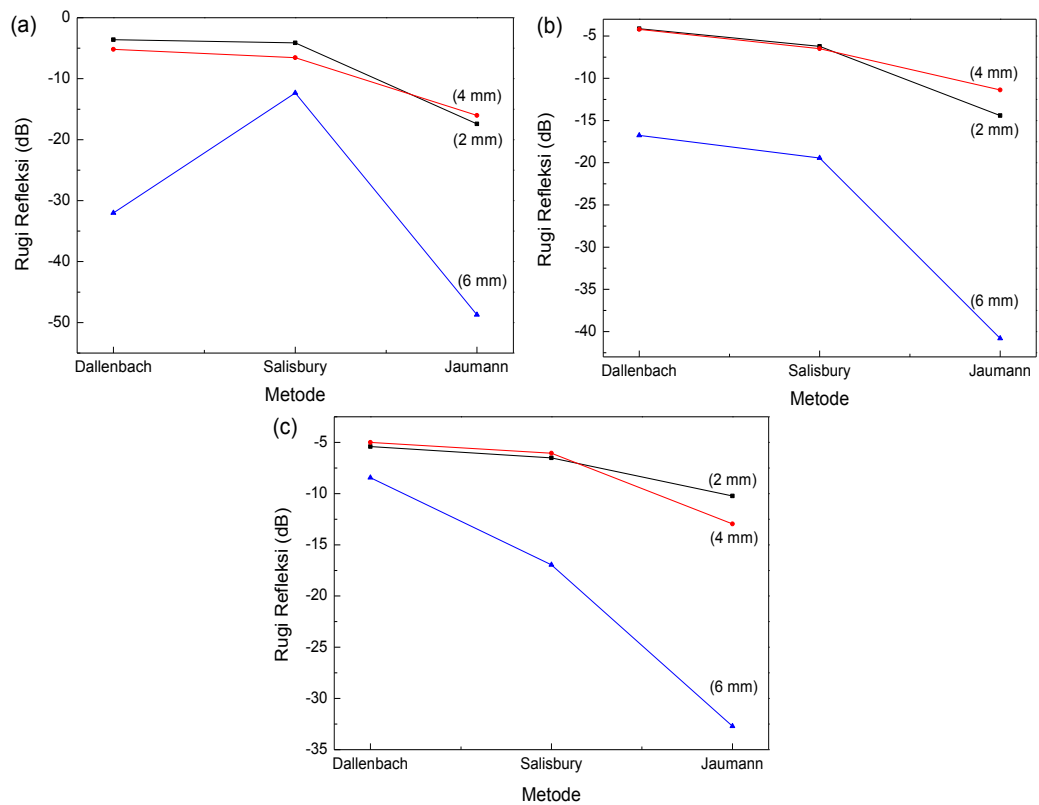 (a)
0
-10
-20
-30
-40
-50
Rugi Refleksi (dB)
(4 mm)
(2 mm)
(6 mm)
Dallenbach Salisbury Jaumann
Metode
(b)
-5
-10
-15
-20
-25
-30
-35
-40
Rugi Refleksi (dB)
(4 mm)
(2 mm)
(6 mm)
Dallenbach Salisbury Jaumann
Metode
(c)
-5
-10
-15
-20
-25
-30
-35
Rugi Refleksi (dB)
(2 mm)
(4 mm)
(6 mm)
Dallenbach Salisbury Jaumann
Metode